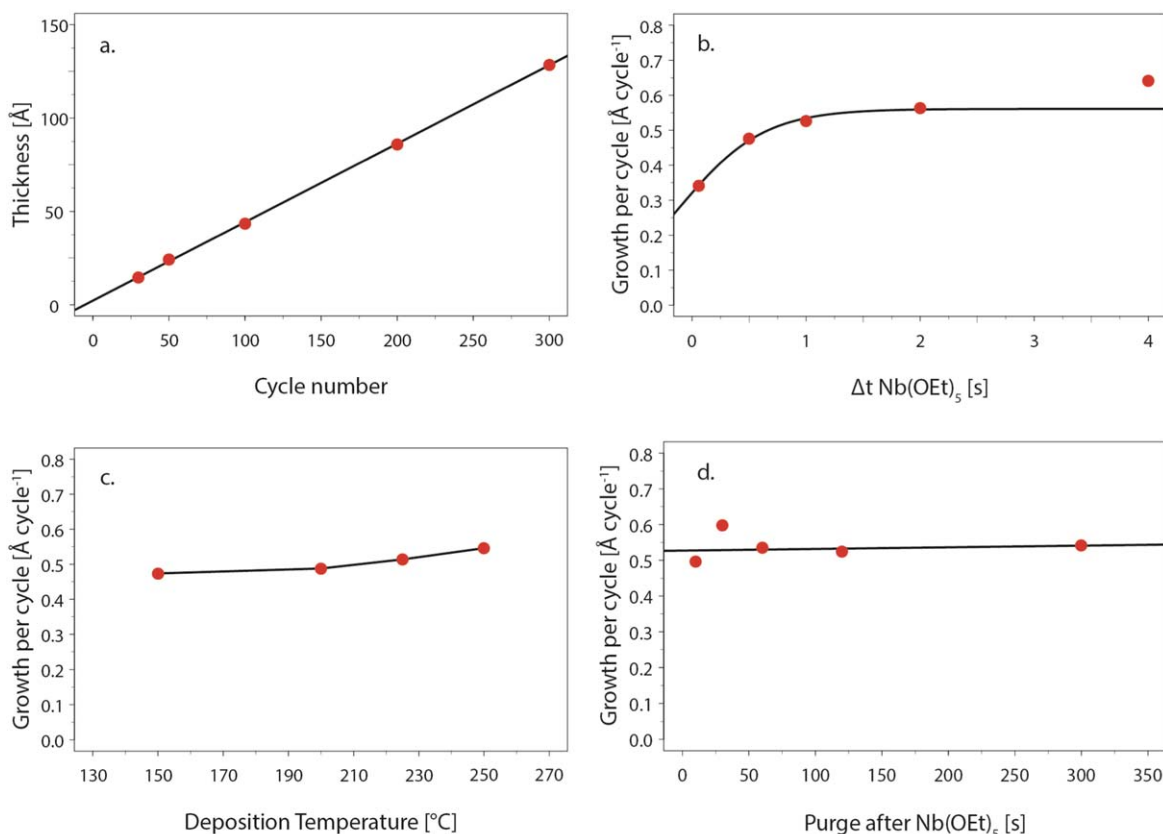 a.
Thickness [Å]
150
100
50
0
0 50 100 150 200 250 300
Cycle number
b.
Growth per cycle [Å cycle⁻¹]
0.8
0.7
0.6
0.5
0.4
0.3
0.2
0.1
0.0
0 1 2 3 4
Δt Nb(OEt)₅ [s]
c.
Growth per cycle [Å cycle⁻¹]
0.8
0.7
0.6
0.5
0.4
0.3
0.2
0.1
0.0
130 150 170 190 210 230 250 270
Deposition Temperature [°C]
d.
Growth per cycle [Å cycle⁻¹]
0.8
0.7
0.6
0.5
0.4
0.3
0.2
0.1
0.0
0 50 100 150 200 250 300 350
Purge after Nb(OEt)₅ [s]